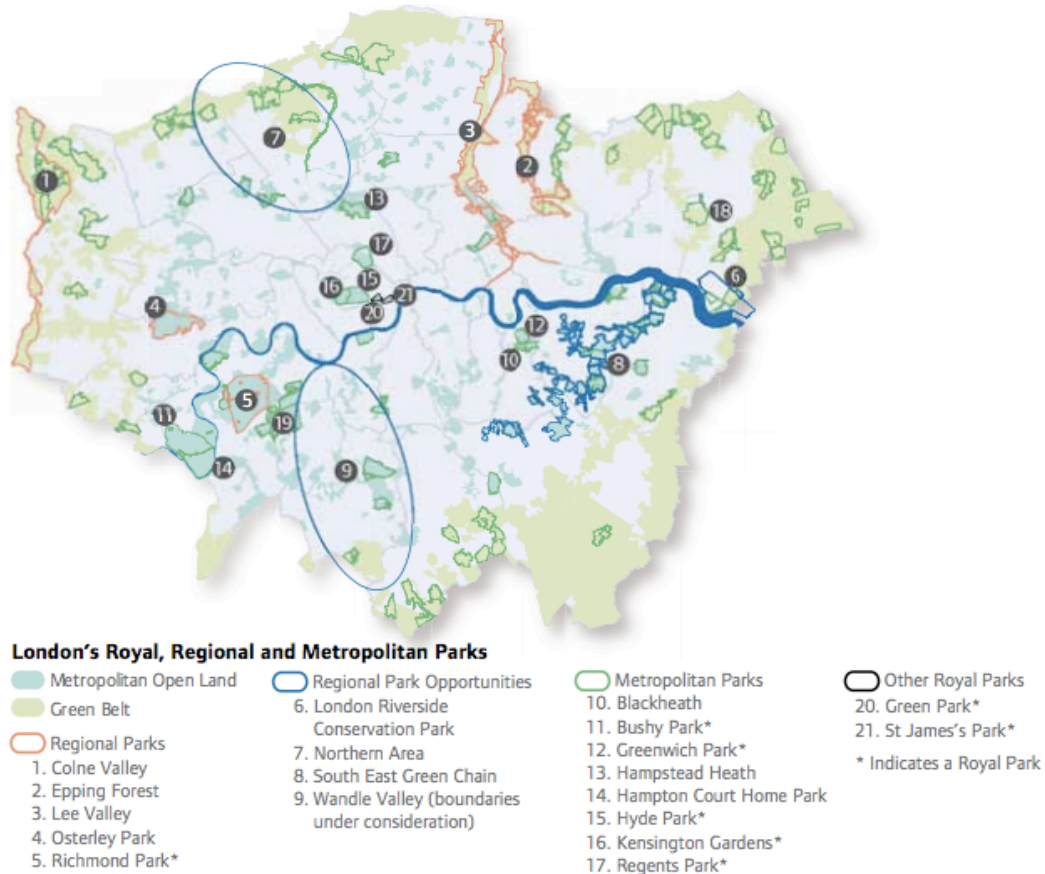 7
3
2
1
13
18
17
15
16
6
21
4
20
12
10
8
5
11
19
14
9
London's Royal, Regional and Metropolitan Parks
Metropolitan Open Land
Green Belt
Regional Parks
1. Colne Valley
2. Epping Forest
3. Lee Valley
4. Osterley Park
5. Richmond Park*
Regional Park Opportunities
6. London Riverside
Conservation Park
7. Northern Area
8. South East Green Chain
9. Wandle Valley (boundaries
under consideration)
Metropolitan Parks
10. Blackheath
11. Bushy Park*
12. Greenwich Park*
13. Hampstead Heath
14. Hampton Court Home Park
15. Hyde Park*
16. Kensington Gardens*
17. Regents Park*
Other Royal Parks
20. Green Park*
21. St James's Park*
* Indicates a Royal Park